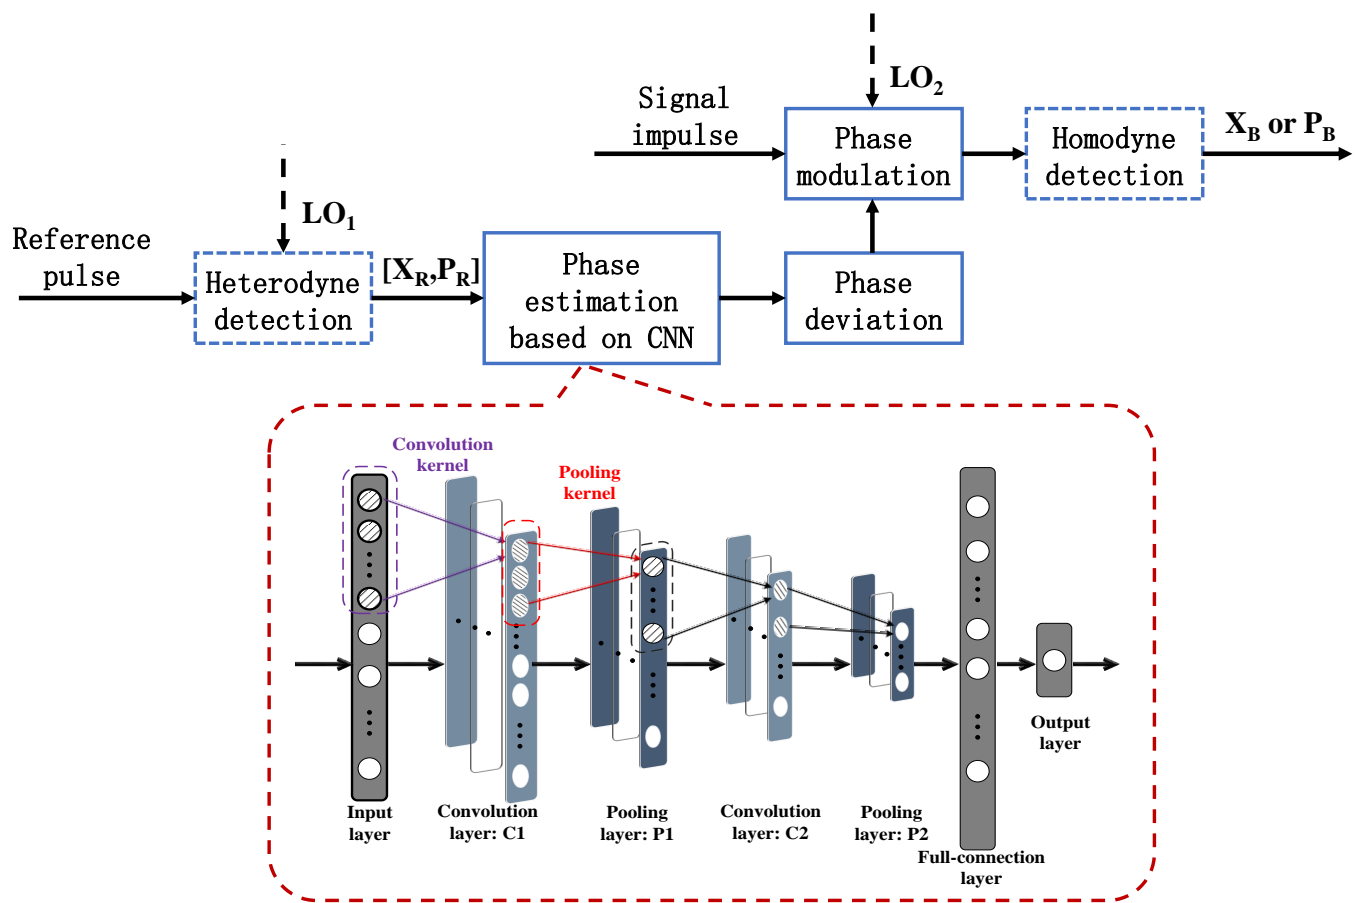 LO2
Signal
impulse
Phase
modulation
Homodyne
detection
XB or PB
LO1
Reference
pulse
Heterodyne
detection
[XR,PR]
Phase
estimation
based on CNN
Phase
deviation
Convolution
kernel
Pooling
kernel
Input
layer
Convolution
layer: C1
Pooling
layer: P1
Convolution
layer: C2
Pooling
layer: P2
Full-connection
layer
Output
layer